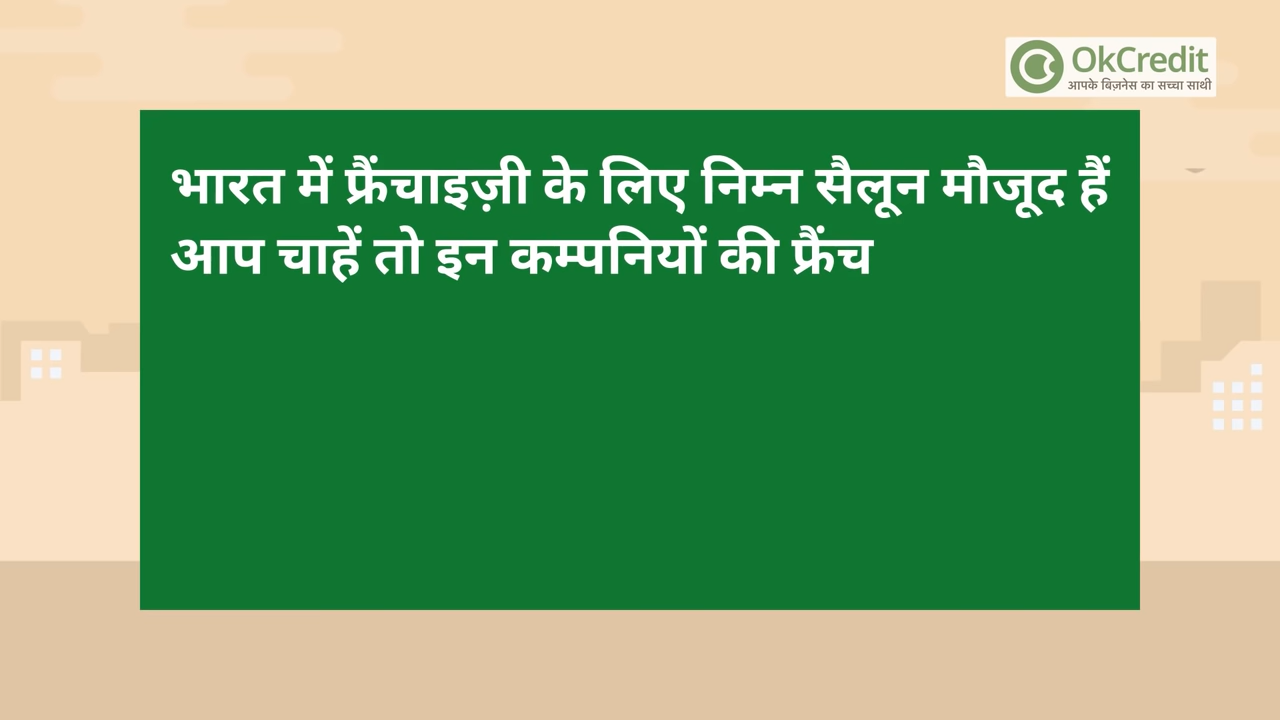 OkCredit
आपके बिज़नेस का सच्चा साथी
भारत में फ्रैंचाइज़ी के लिए निम्न सैलून मौजूद हैं
आप चाहें तो इन कम्पनियों की फ्रैंच